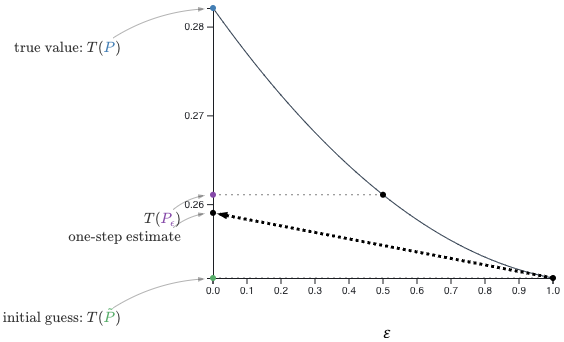 0.28
true value: T(P)
0.27
0.26
T(P_ϵ)
one-step estimate
0.0 0.1 0.2 0.3 0.4 0.5 0.6 0.7 0.8 0.9 1.0
initial guess: T(P̃)
ε